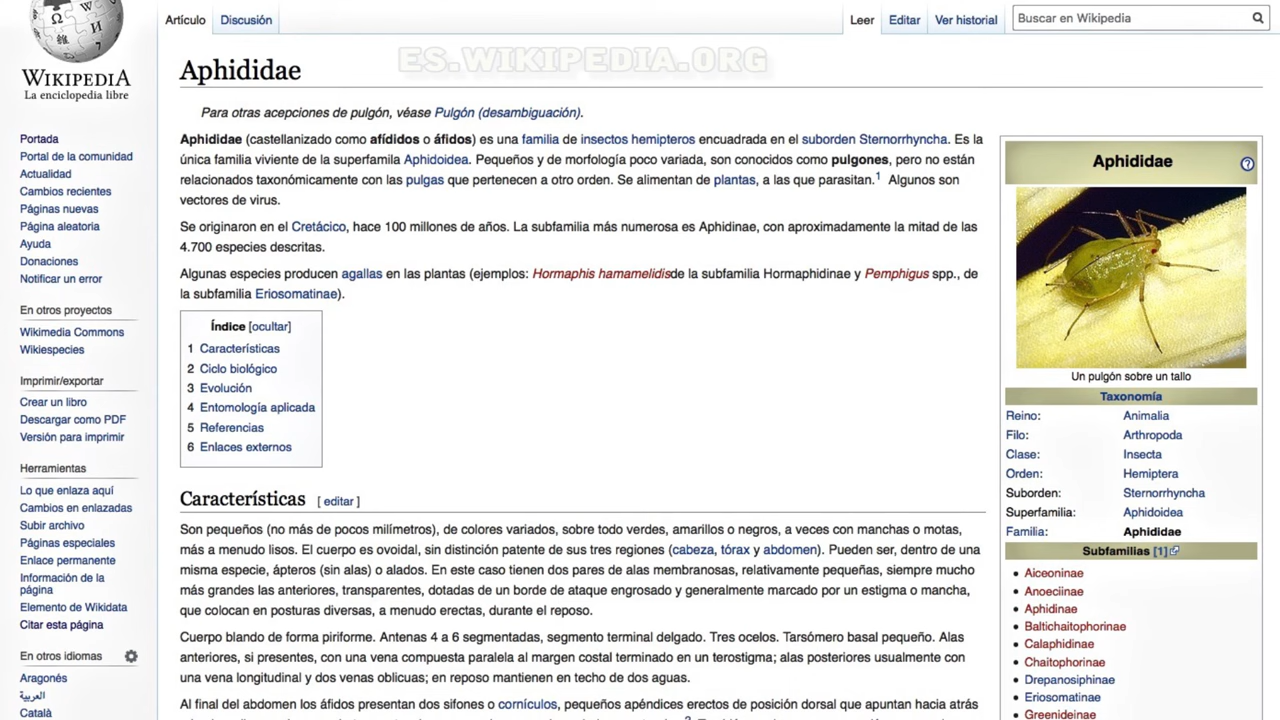 WIKIPEDIA
La enciclopedia libre
Portada
Portal de la comunidad
Actualidad
Cambios recientes
Páginas nuevas
Página aleatoria
Ayuda
Donaciones
Notificar un error
En otros proyectos
Wikimedia Commons
Wikiespecies
Imprimir/exportar
Crear un libro
Descargar como PDF
Versión para imprimir
Herramientas
Lo que enlaza aquí
Cambios en enlazadas
Subir archivo
Páginas especiales
Enlace permanente
Información de la
página
Elemento de Wikidata
Citar esta página
En otros idiomas
Aragonés
العربية
Català
Artículo Discusión
Leer Editar Ver historial Buscar en Wikipedia
ES.WIKIPEDIA.ORG
Aphididae
Para otras acepciones de pulgón, véase Pulgón (desambiguación).
Aphididae (castellanizado como afídidos o áfidos) es una familia de insectos hemipteros encuadrada en el suborden Sternorrhyncha. Es la
única familia viviente de la superfamila Aphidoidea. Pequeños y de morfología poco variada, son conocidos como pulgones, pero no están
relacionados taxonómicamente con las pulgas que pertenecen a otro orden. Se alimentan de plantas, a las que parasitan.1 Algunos son
vectores de virus.
Se originaron en el Cretácico, hace 100 millones de años. La subfamilia más numerosa es Aphidinae, con aproximadamente la mitad de las
4.700 especies descritas.
Algunas especies producen agallas en las plantas (ejemplos: Hormaphis hamamelidisde la subfamilia Hormaphidinae y Pemphigus spp., de
la subfamilia Eriosomatinae).
Índice [ocultar]
1 Características
2 Ciclo biológico
3 Evolución
4 Entomología aplicada
5 Referencias
6 Enlaces externos
Características [ editar ]
Son pequeños (no más de pocos milímetros), de colores variados, sobre todo verdes, amarillos o negros, a veces con manchas o motas,
más a menudo lisos. El cuerpo es ovoidal, sin distinción patente de sus tres regiones (cabeza, tórax y abdomen). Pueden ser, dentro de una
misma especie, ápteros (sin alas) o alados. En este caso tienen dos pares de alas membranosas, relativamente pequeñas, siempre mucho
más grandes las anteriores, transparentes, dotadas de un borde de ataque engrosado y generalmente marcado por un estigma o mancha,
que colocan en posturas diversas, a menudo erectas, durante el reposo.
Cuerpo blando de forma piriforme. Antenas 4 a 6 segmentadas, segmento terminal delgado. Tres ocelos. Tarsómero basal pequeño. Alas
anteriores, si presentes, con una vena compuesta paralela al margen costal terminado en un terostigma; alas posteriores usualmente con
una vena longitudinal y dos venas oblicuas; en reposo mantienen en techo de dos aguas.
Al final del abdomen los áfidos presentan dos sifones o cornículos, pequeños apéndices erectos de posición dorsal que apuntan hacia atrás
Aphididae
Un pulgón sobre un tallo
Taxonomía
Reino: Animalia
Filo: Arthropoda
Clase: Insecta
Orden: Hemiptera
Suborden: Sternorrhyncha
Superfamilia: Aphidoidea
Familia: Aphididae
Subfamilias [1]
Aiceoninae
Anoeciinae
Aphidinae
Baltichaitophorinae
Calaphidinae
Chaitophorinae
Drepanosiphinae
Eriosomatinae
Greenideinae